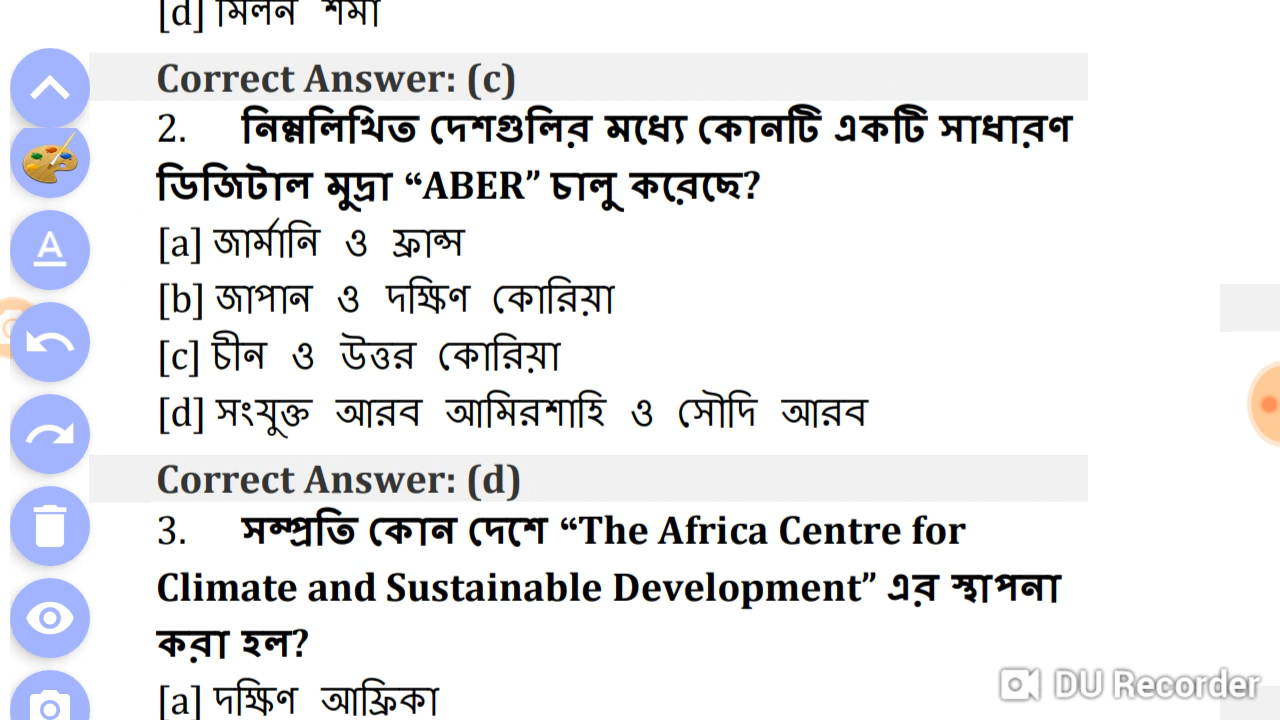 [d] মিলন শর্মা
Correct Answer: (c)
2. নিম্নলিখিত দেশগুলির মধ্যে কোনটি একটি সাধারণ
ডিজিটাল মুদ্রা “ABER” চালু করেছে?
[a] জার্মানি ও ফ্রান্স
[b] জাপান ও দক্ষিণ কোরিয়া
[c] চীন ও উত্তর কোরিয়া
[d] সংযুক্ত আরব আমিরশাহি ও সৌদি আরব
Correct Answer: (d)
3. সম্প্রতি কোন দেশে “The Africa Centre for
Climate and Sustainable Development” এর স্থাপনা
করা হল?
[a] দক্ষিণ আফ্রিকা
A
DU Recorder